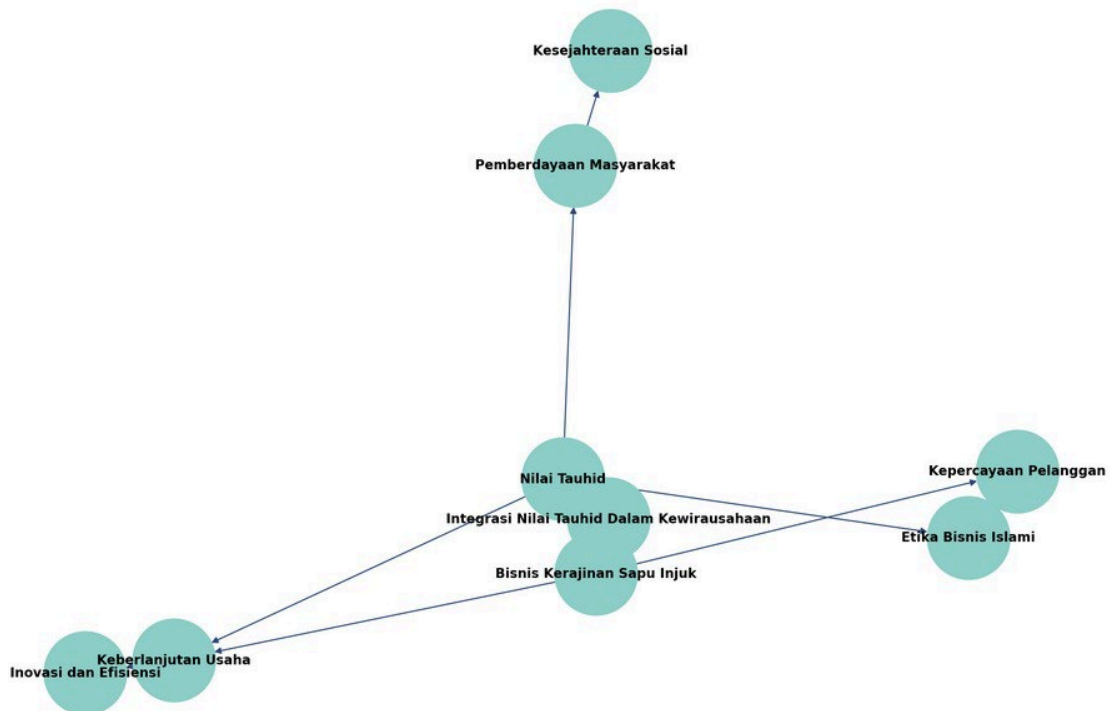 Kesejahteraan Sosial
Pemberdayaan Masyarakat
Nilai Tauhid
Kepercayaan Pelanggan
Integrasi Nilai Tauhid Dalam Kewirausahaan
Etika Bisnis Islami
Bisnis Kerajinan Sapu Injuk
Keberlanjutan Usaha
Inovasi dan Efisiensi